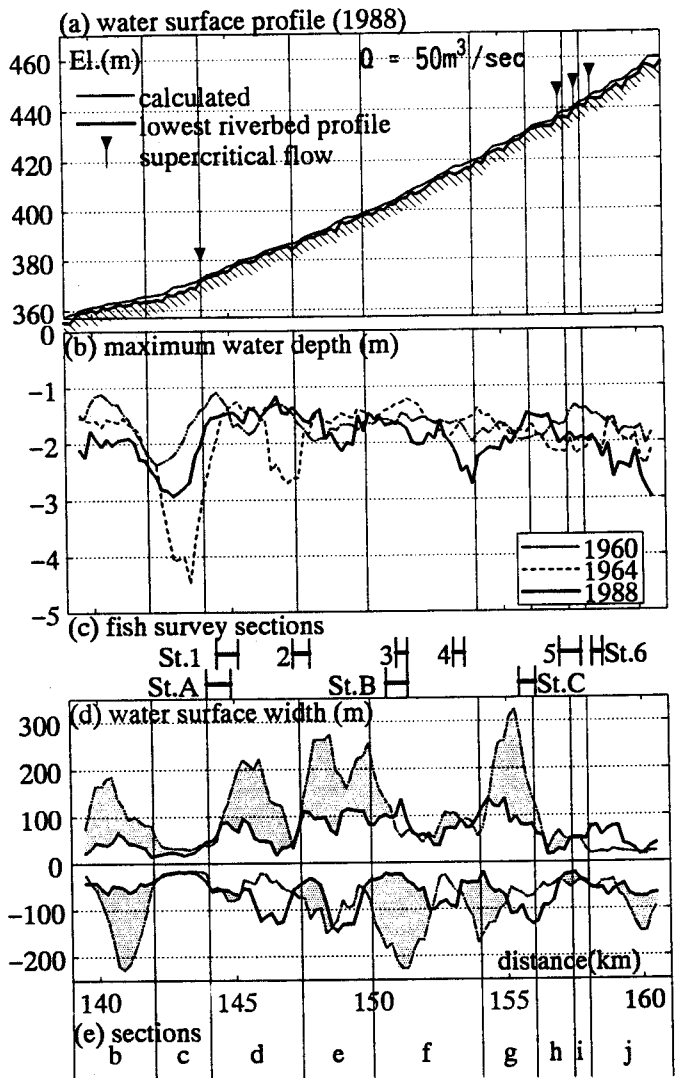 (a) water surface profile (1988)
460
El.(m)
Q = 50m³/sec
calculated
440
lowest riverbed profile
420
supercritical flow
400
380
360
0
(b) maximum water depth (m)
−1
−2
−3
−4
1960
1964
1988
−5
(c) fish survey sections
St.1
2
3
4
5
St.6
St.A
St.B
St.C
(d) water surface width (m)
300
200
100
0
−100
−200
distance(km)
140
145
150
155
160
(e) sections
b
c
d
e
f
g
h
i
j